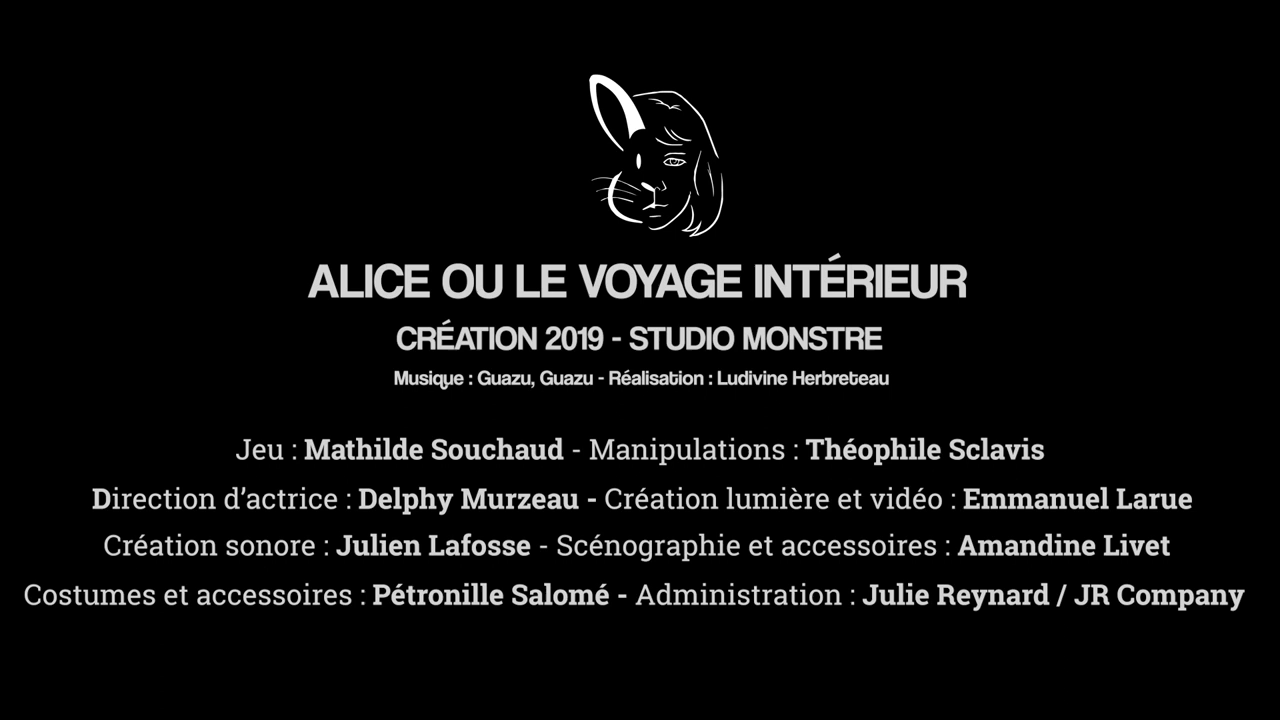 ALICE OU LE VOYAGE INTÉRIEUR
CRÉATION 2019 - STUDIO MONSTRE
Musique : Guazu, Guazu - Réalisation : Ludivine Herbreteau
Jeu : Mathilde Souchaud - Manipulations : Théophile Sclavis
Direction d’actrice : Delphy Murzeau - Création lumière et vidéo : Emmanuel Larue
Création sonore : Julien Lafosse - Scénographie et accessoires : Amandine Livet
Costumes et accessoires : Pétronille Salomé - Administration : Julie Reynard / JR Company